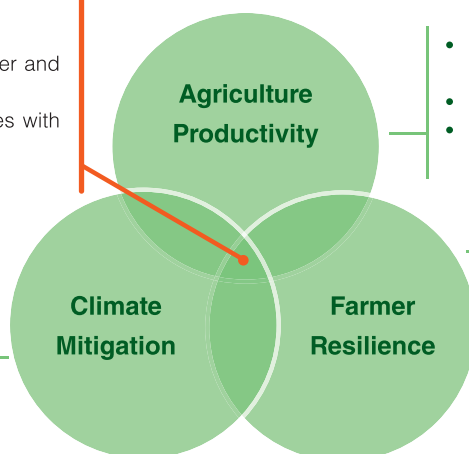 er and
es with
Agriculture
Productivity
Climate
Mitigation
Farmer
Resilience